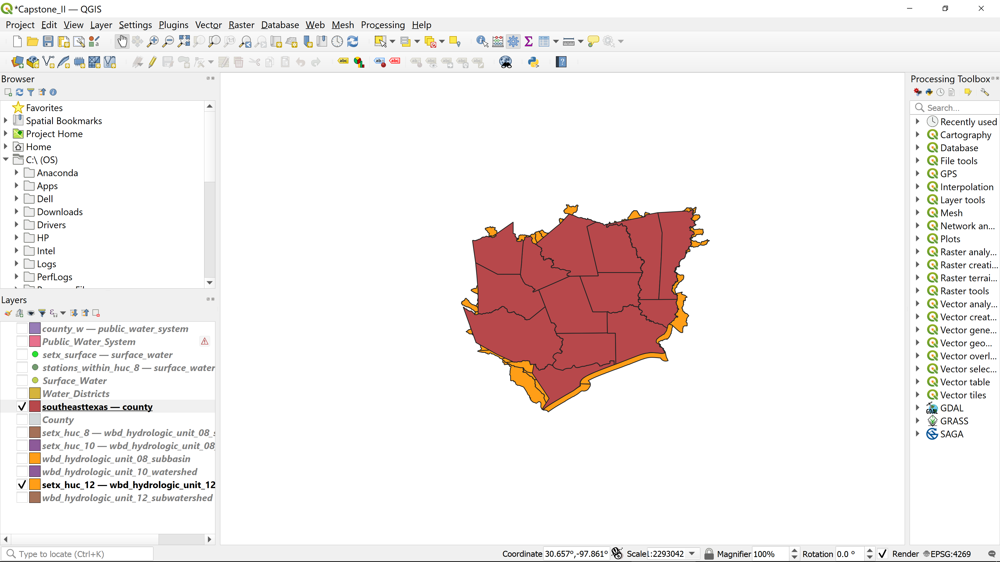 *Capstone_II — QGIS
Project Edit View Layer Settings Plugins Vector Raster Database Web Mesh Processing Help
Browser
Favorites
Spatial Bookmarks
Project Home
Home
C:\ (OS)
Anaconda
Apps
Dell
Downloads
Drivers
HP
Intel
Logs
PerfLogs
Layers
county_w — public_water_system
Public_Water_System
setx_surface — surface_water
stations_within_huc_8 — surface_water
Surface_Water
Water_Districts
southeasttexas — county
County
setx_huc_8 — wbd_hydrologic_unit_08_s
setx_huc_10 — wbd_hydrologic_unit_08_
wbd_hydrologic_unit_08_subbasin
wbd_hydrologic_unit_10_watershed
setx_huc_12 — wbd_hydrologic_unit_12
wbd_hydrologic_unit_12_subwatershed
Processing Toolbox
Search...
Recently used
Cartography
Database
File tools
GPS
Interpolation
Layer tools
Mesh
Network an...
Plots
Raster analy...
Raster creati...
Raster terrai...
Raster tools
Vector analy...
Vector creat...
Vector gene...
Vector geo...
Vector overl...
Vector selec...
Vector table
Vector tiles
GDAL
GRASS
SAGA
Type to locate (Ctrl+K)
Coordinate 30.657°,-97.861° Scale 1:2293042 Magnifier 100% Rotation 0.0 ° Render EPSG:4269